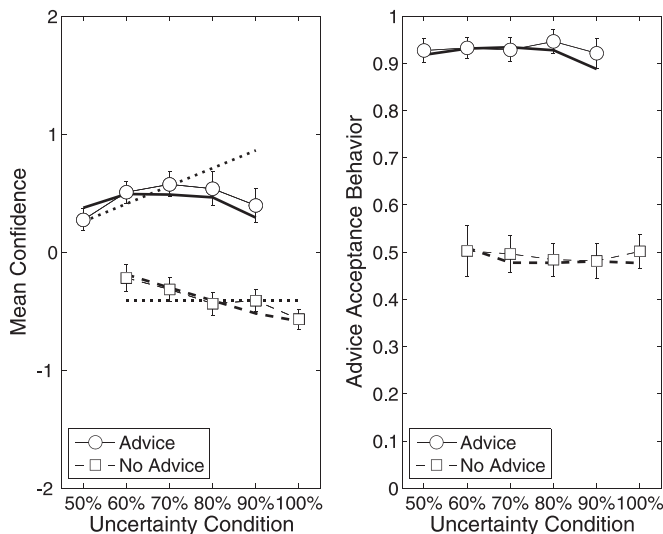 2
1
0
-1
-2
Mean Confidence
Advice
No Advice
50% 60% 70% 80% 90% 100%
Uncertainty Condition
1
0.9
0.8
0.7
0.6
0.5
0.4
0.3
0.2
0.1
0
Advice Acceptance Behavior
Advice
No Advice
50% 60% 70% 80% 90% 100%
Uncertainty Condition